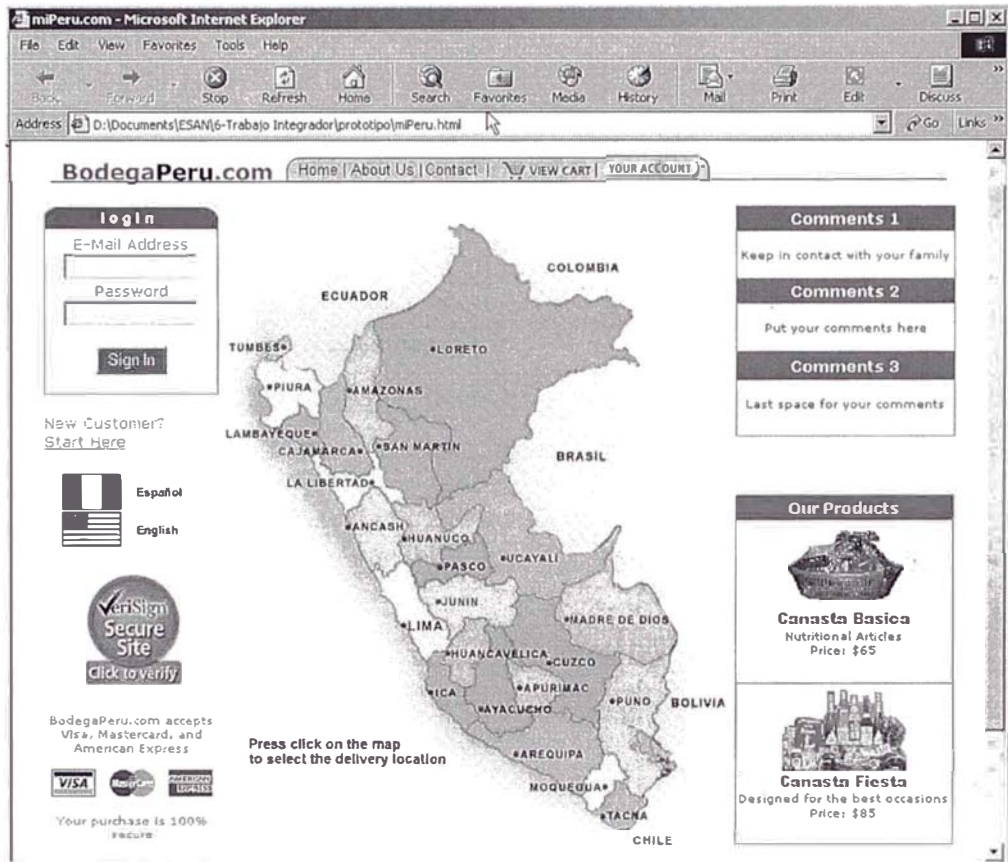 miPeru.com - Microsoft Internet Explorer
File Edit View Favorites Tools Help
Back Forward Stop Refresh Home Search Favorites Media History Mail Print Edit Discuss
Address D:\Documents\ESAN\6-Trabajo Integrador\prototipo\miPeru.html Go Links
BodegaPeru.com Home | About Us | Contact | VIEW CART | YOUR ACCOUNT
login
E-Mail Address
Password
Sign In
New Customer?
Start Here
Español
English
VeriSign
Secure
Site
Click to verify
BodegaPeru.com accepts
Visa, Mastercard, and
American Express
VISA MasterCard AMERICAN EXPRESS
Your purchase is 100%
secure
COLOMBIA
ECUADOR
TUMBES
LORETO
PIURA
AMAZONAS
LAMBAYEQUE
CAJAMARCA
SAN MARTIN
BRASIL
LA LIBERTAD
ANCASH
HUANUCO
UCAYALI
PASCO
JUNIN
LIMA
MADRE DE DIOS
HUANCAVELICA
CUZCO
ICA
APURIMAC
AYACUCHO
PUNO
BOLIVIA
AREQUIPA
MOQUEGUA
TACNA
CHILE
Press click on the map
to select the delivery location
Comments 1
Keep in contact with your family
Comments 2
Put your comments here
Comments 3
Last space for your comments
Our Products
Canasta Basica
Nutritional Articles
Price: $65
Canasta Fiesta
Designed for the best occasions
Price: $85